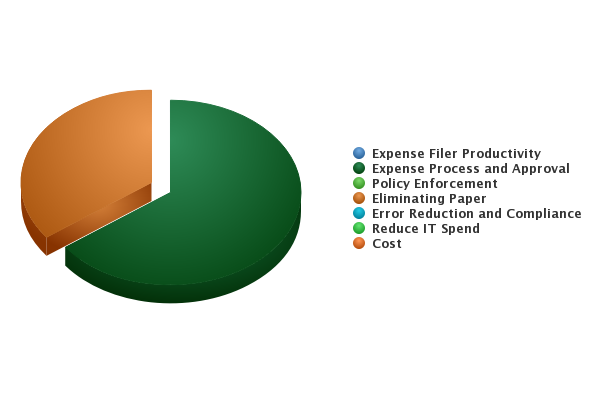 Expense Filer Productivity
Expense Process and Approval
Policy Enforcement
Eliminating Paper
Error Reduction and Compliance
Reduce IT Spend
Cost